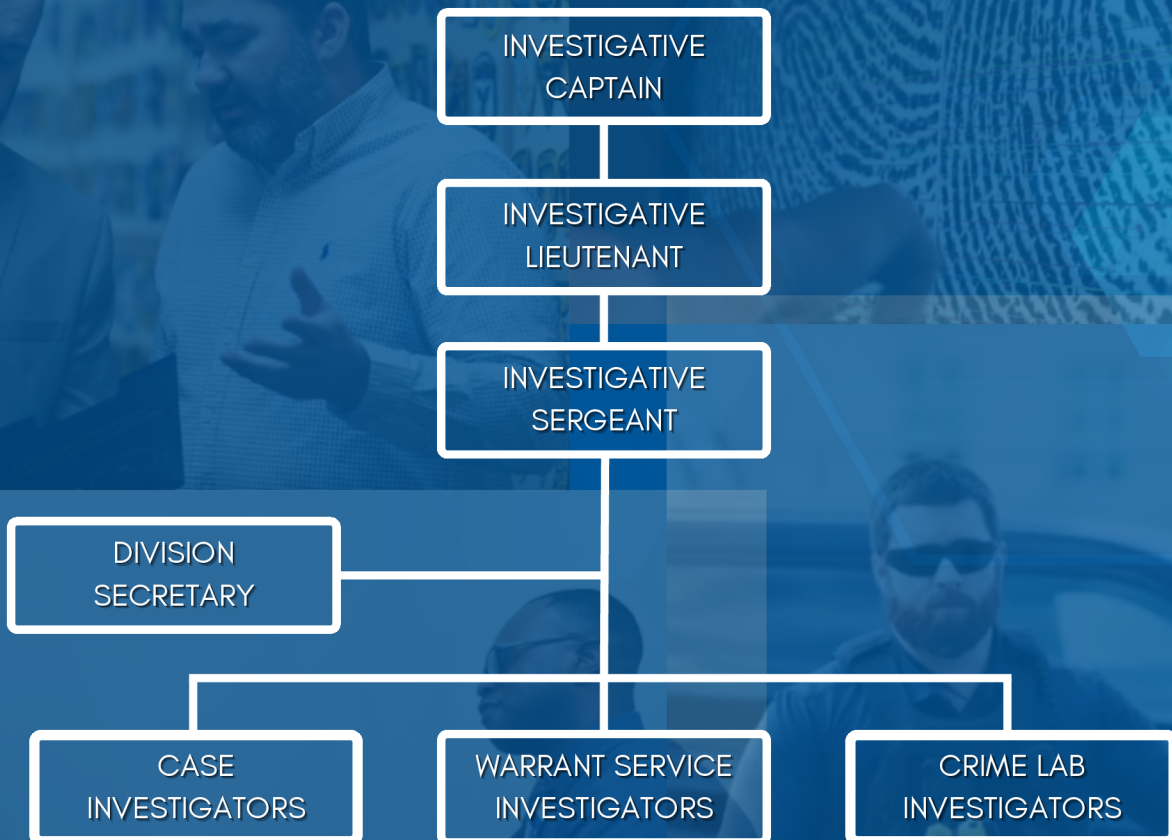 INVESTIGATIVE
CAPTAIN
INVESTIGATIVE
LIEUTENANT
INVESTIGATIVE
SERGEANT
DIVISION
SECRETARY
CASE
INVESTIGATORS
WARRANT SERVICE
INVESTIGATORS
CRIME LAB
INVESTIGATORS